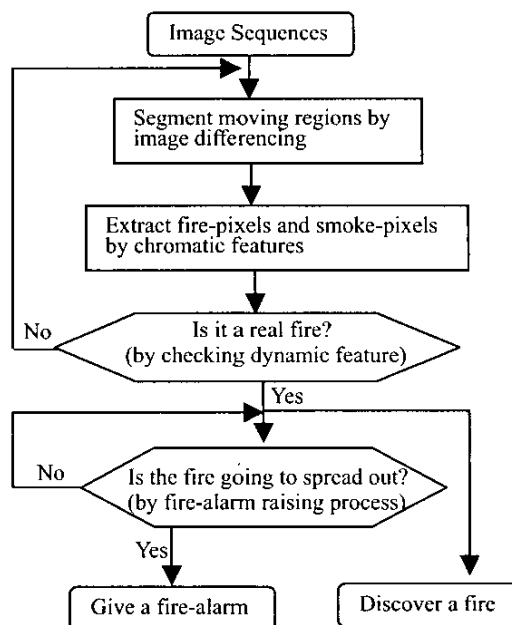 Image Sequences
Segment moving regions by
image differencing
Extract fire-pixels and smoke-pixels
by chromatic features
No
Is it a real fire?
(by checking dynamic feature)
Yes
No
Is the fire going to spread out?
(by fire-alarm raising process)
Yes
Give a fire-alarm
Discover a fire